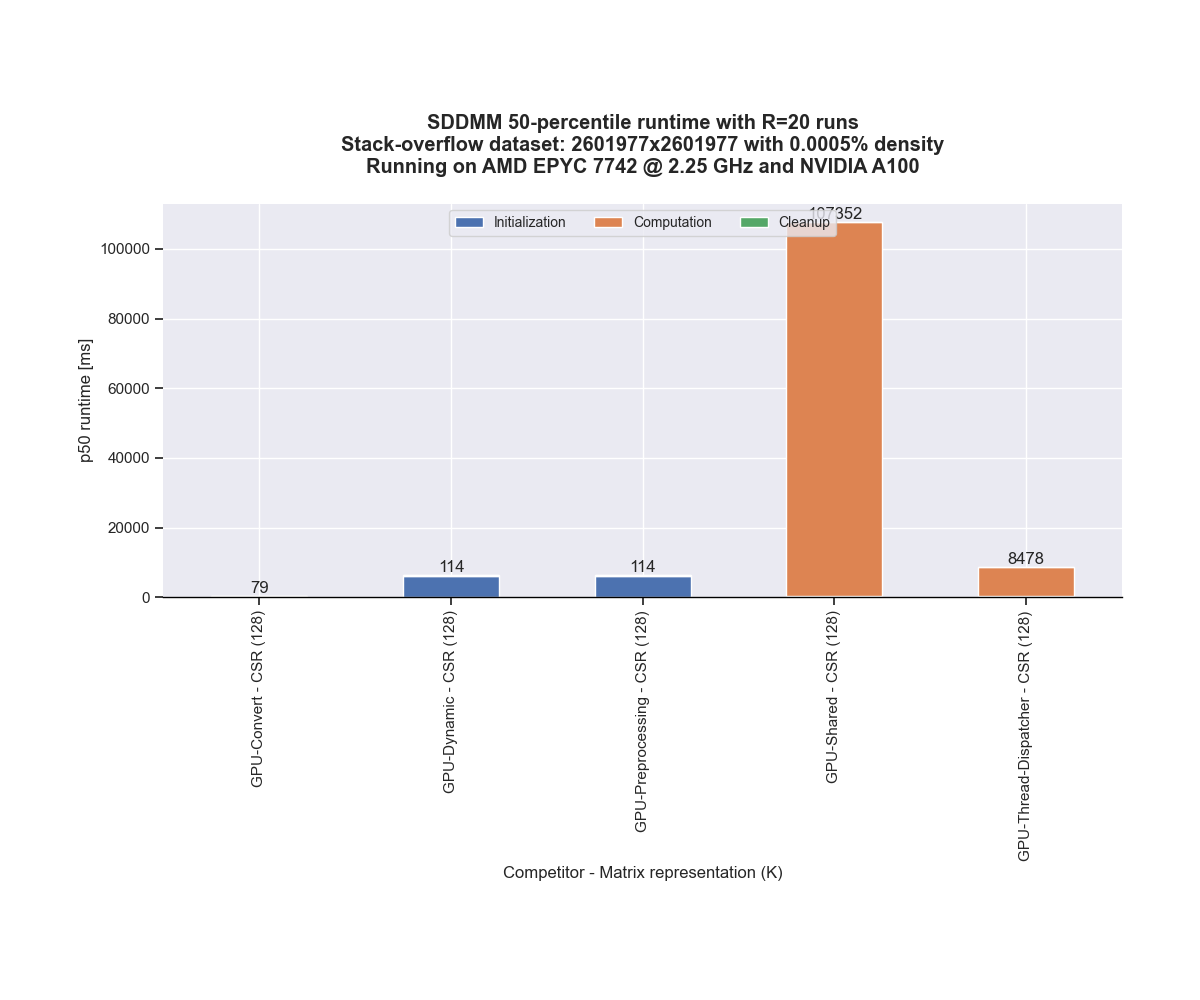 SDDMM 50-percentile runtime with R=20 runs
Stack-overflow dataset: 2601977x2601977 with 0.0005% density
Running on AMD EPYC 7742 @ 2.25 GHz and NVIDIA A100
107352
Initialization
Computation
Cleanup
100000
80000
60000
40000
20000
0
p50 runtime [ms]
79
114
114
8478
GPU-Convert - CSR (128)
GPU-Dynamic - CSR (128)
GPU-Preprocessing - CSR (128)
GPU-Shared - CSR (128)
GPU-Thread-Dispatcher - CSR (128)
Competitor - Matrix representation (K)